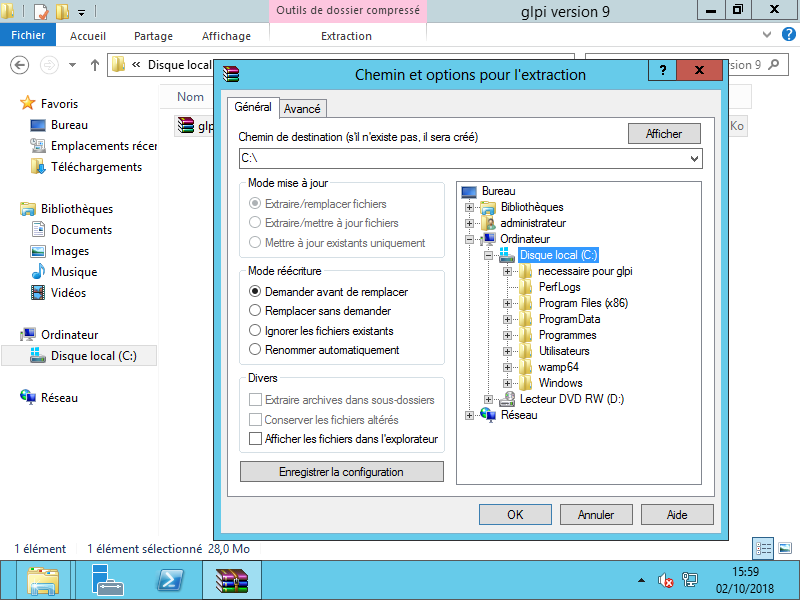 Outils de dossier compressé
glpi version 9
Fichier
Accueil
Partage
Affichage
Extraction
« Disque local
sion 9
Chemin et options pour l'extraction
?
Général
Avancé
Nom
glp
Ko
Chemin de destination (s'il n'existe pas, il sera créé)
Afficher
C:\
Favoris
Bureau
Emplacements récer
Téléchargements
Bibliothèques
Documents
Images
Musique
Vidéos
Ordinateur
Disque local (C:)
Réseau
Mode mise à jour
Extraire/remplacer fichiers
Extraire/mettre à jour fichiers
Mettre à jour existants uniquement
Mode réécriture
Demander avant de remplacer
Remplacer sans demander
Ignorer les fichiers existants
Renommer automatiquement
Divers
Extraire archives dans sous-dossiers
Conserver les fichiers altérés
Afficher les fichiers dans l'explorateur
Enregistrer la configuration
Bureau
Bibliothèques
administrateur
Ordinateur
Disque local (C:)
necessaire pour glpi
PerfLogs
Program Files (x86)
ProgramData
Programmes
Utilisateurs
wamp64
Windows
Lecteur DVD RW (D:)
Réseau
OK
Annuler
Aide
1 élément
1 élément sélectionné 28,0 Mo
15:59
02/10/2018